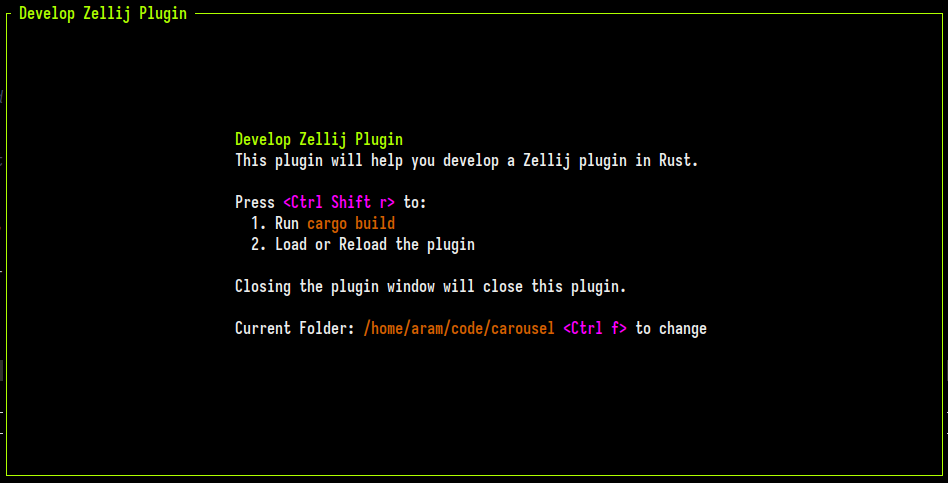 Develop Zellij Plugin
Develop Zellij Plugin
This plugin will help you develop a Zellij plugin in Rust.
Press <Ctrl Shift r> to:
1. Run cargo build
2. Load or Reload the plugin
Closing the plugin window will close this plugin.
Current Folder: /home/aram/code/carousel <Ctrl f> to change